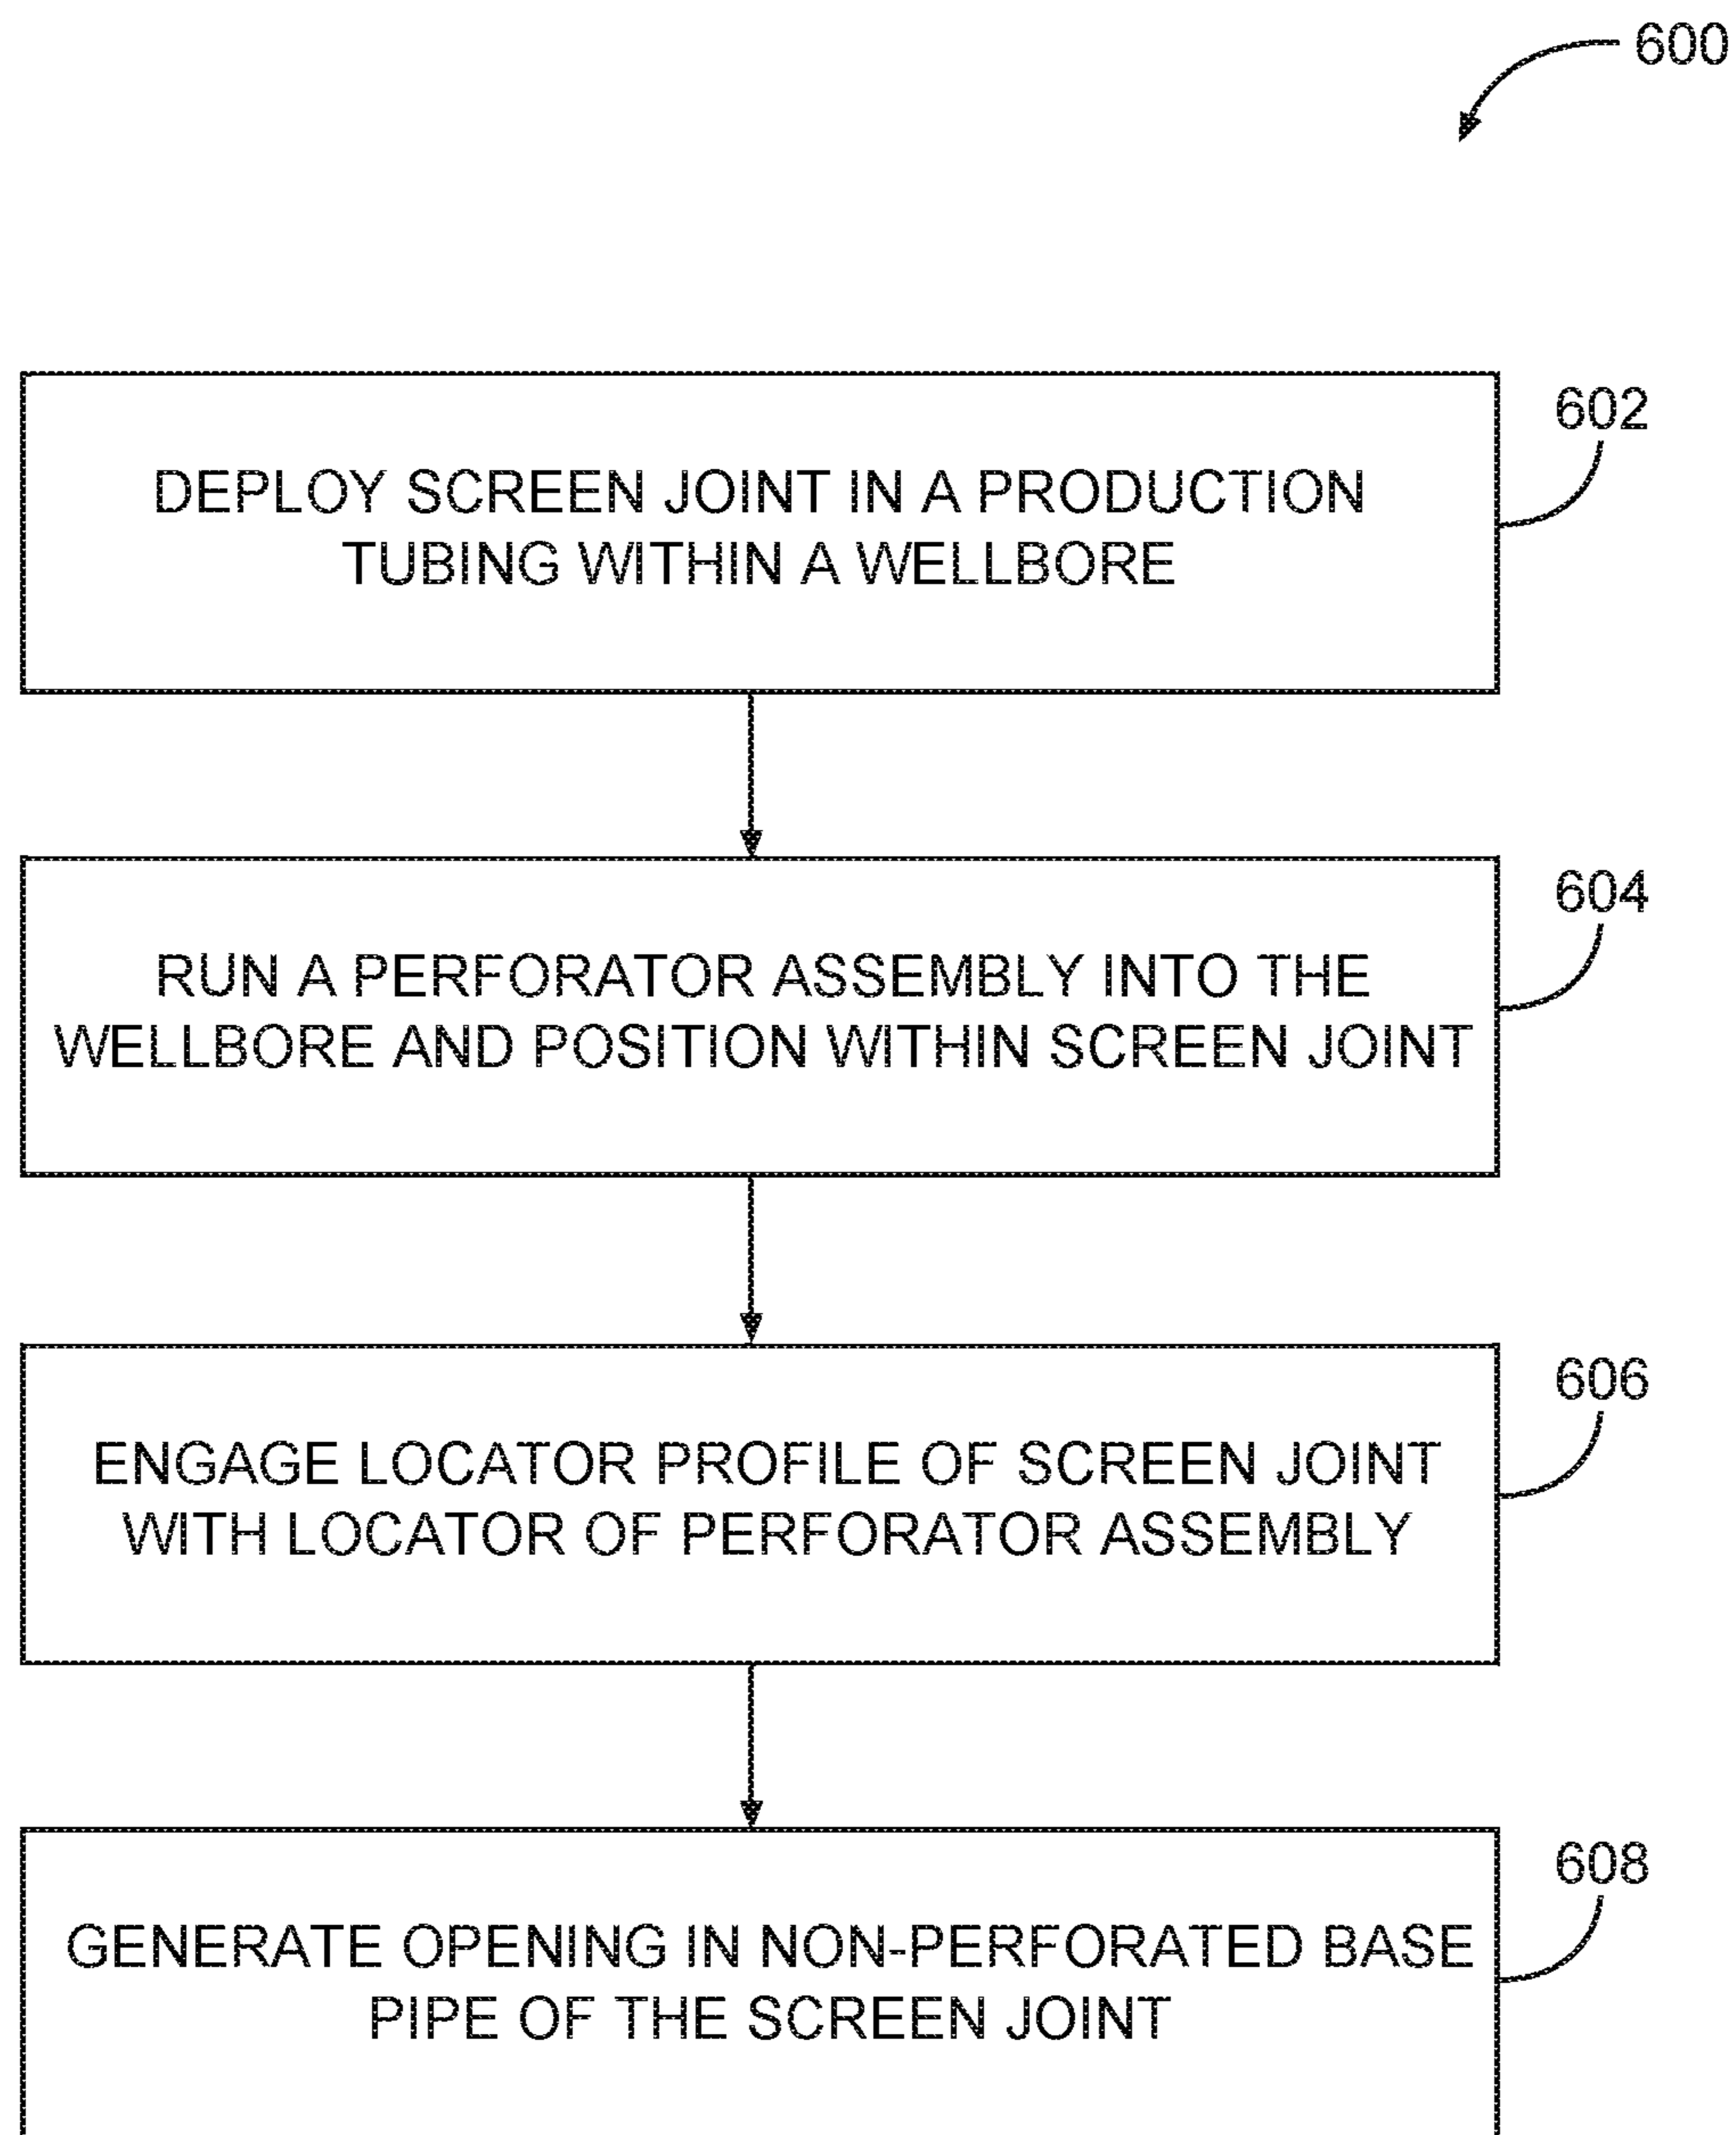 600
602
DEPLOY SCREEN JOINT IN A PRODUCTION
TUBING WITHIN A WELLBORE
604
RUN A PERFORATOR ASSEMBLY INTO THE
WELLBORE AND POSITION WITHIN SCREEN JOINT
606
ENGAGE LOCATOR PROFILE OF SCREEN JOINT
WITH LOCATOR OF PERFORATOR ASSEMBLY
608
GENERATE OPENING IN NON-PERFORATED BASE
PIPE OF THE SCREEN JOINT